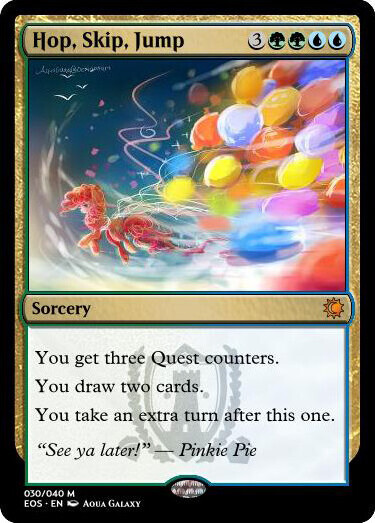 Hop, Skip, Jump 3
Sorcery
You get three Quest counters.
You draw two cards.
You take an extra turn after this one.
“See ya later!” — Pinkie Pie
030/040 M
EOS • EN Aqua Galaxy